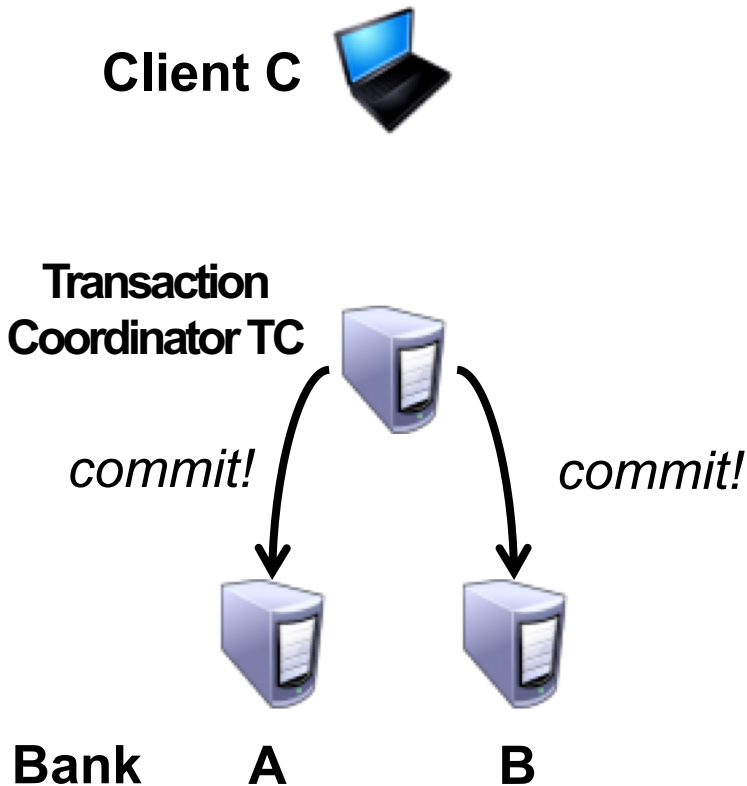 Client C
Transaction
Coordinator TC
commit!
commit!
Bank A B